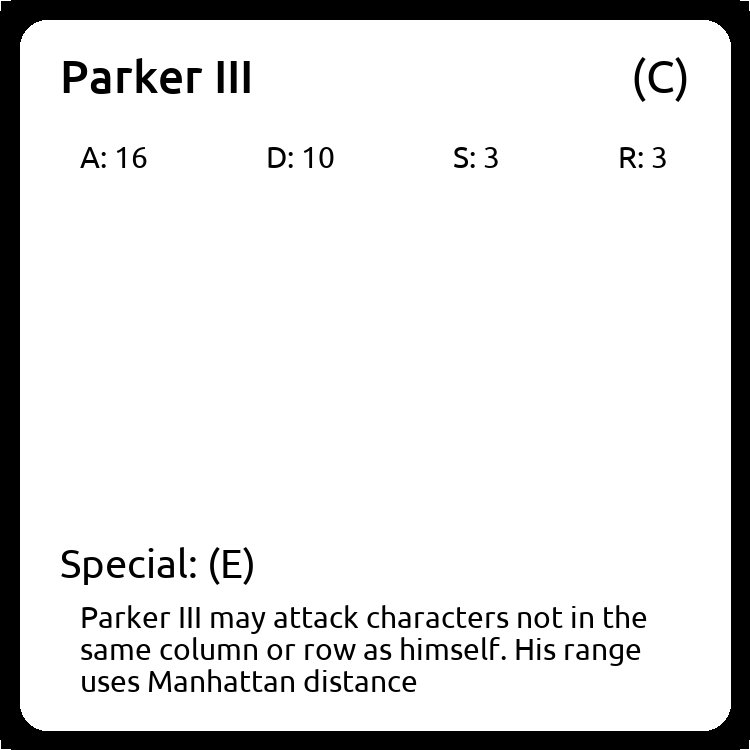 Parker III (C)
A: 16 D: 10 S: 3 R: 3
Special: (E)
Parker III may attack characters not in the
same column or row as himself. His range
uses Manhattan distance